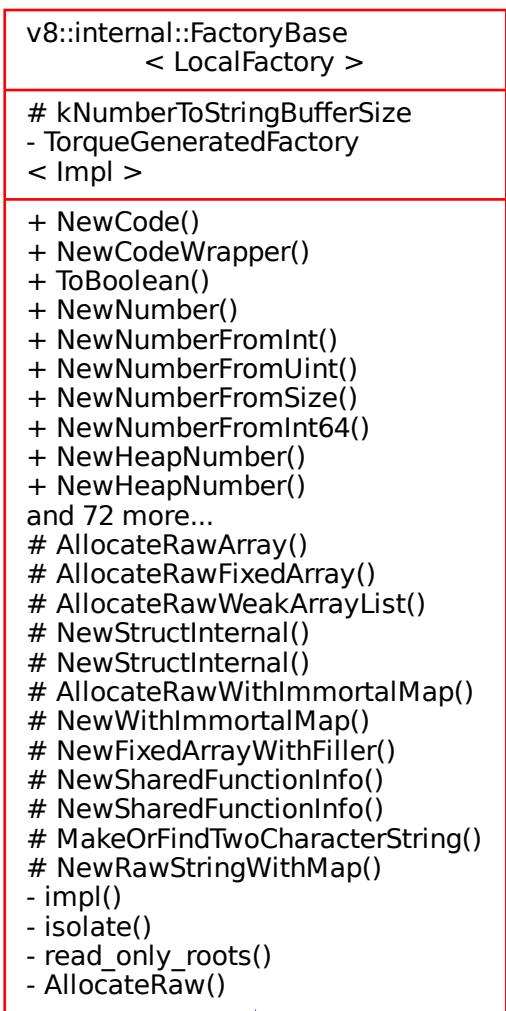 v8::internal::FactoryBase
< LocalFactory >
# kNumberToStringBufferSize
- TorqueGeneratedFactory
< Impl >
+ NewCode()
+ NewCodeWrapper()
+ ToBoolean()
+ NewNumber()
+ NewNumberFromInt()
+ NewNumberFromUint()
+ NewNumberFromSize()
+ NewNumberFromInt64()
+ NewHeapNumber()
+ NewHeapNumber()
and 72 more...
# AllocateRawArray()
# AllocateRawFixedArray()
# AllocateRawWeakArrayList()
# NewStructInternal()
# NewStructInternal()
# AllocateRawWithImmortalMap()
# NewWithImmortalMap()
# NewFixedArrayWithFiller()
# NewSharedFunctionInfo()
# NewSharedFunctionInfo()
# MakeOrFindTwoCharacterString()
# NewRawStringWithMap()
- impl()
- isolate()
- read_only_roots()
- AllocateRaw()